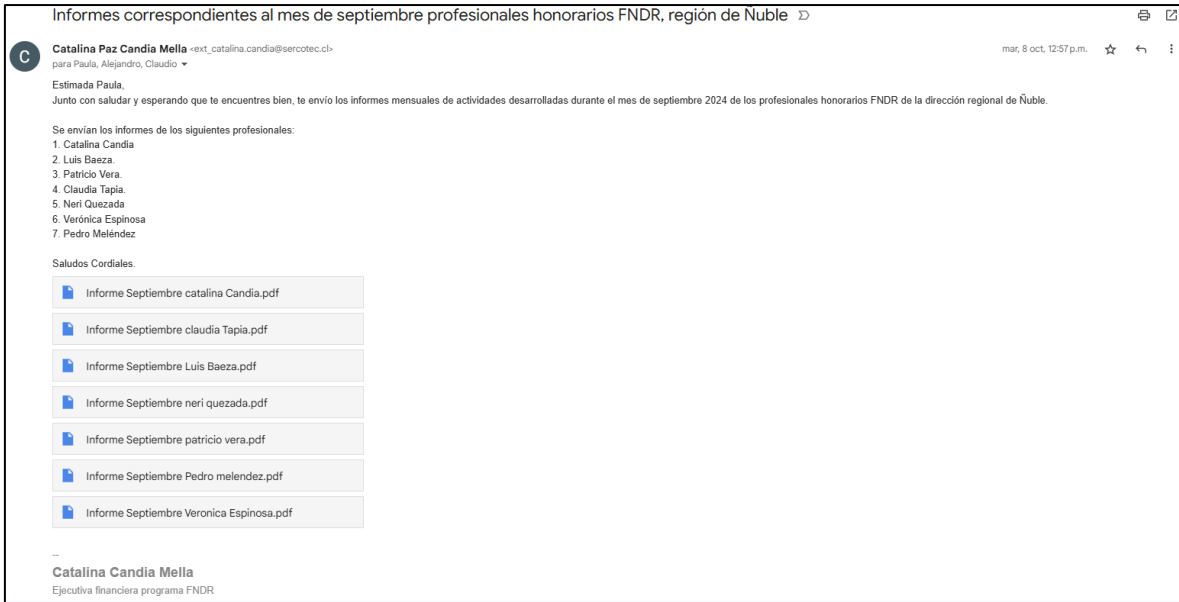 Informes correspondientes al mes de septiembre profesionales honorarios FNDR, región de Ñuble
C
Catalina Paz Candia Mella <ext_catalina.candia@sercotec.cl>
mar, 8 oct, 12:57 p.m.
para Paula, Alejandro, Claudio
Estimada Paula,
Junto con saludar y esperando que te encuentres bien, te envío los informes mensuales de actividades desarrolladas durante el mes de septiembre 2024 de los profesionales honorarios FNDR de la dirección regional de Ñuble.
Se envían los informes de los siguientes profesionales:
1. Catalina Candia
2. Luis Baeza.
3. Patricio Vera.
4. Claudia Tapia.
5. Neri Quezada
6. Verónica Espinosa
7. Pedro Meléndez
Saludos Cordiales.
Informe Septiembre catalina Candia.pdf
Informe Septiembre claudia Tapia.pdf
Informe Septiembre Luis Baeza.pdf
Informe Septiembre neri quezada.pdf
Informe Septiembre patricio vera.pdf
Informe Septiembre Pedro melendez.pdf
Informe Septiembre Veronica Espinosa.pdf
--
Catalina Candia Mella
Ejecutiva financiera programa FNDR